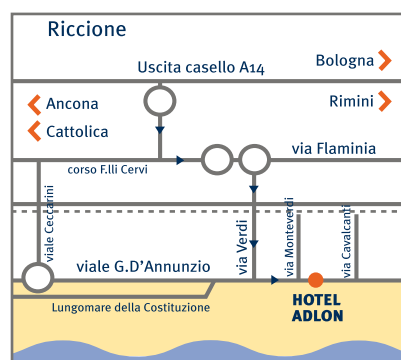 Riccione
Bologna
Uscita casello A14
Ancona
Rimini
Cattolica
via Flaminia
corso F.lli Cervi
viale Ceccarini
via Verdi
via Monteverdi
via Cavalcanti
viale G.D'Annunzio
Lungomare della Costituzione
HOTEL
ADLON